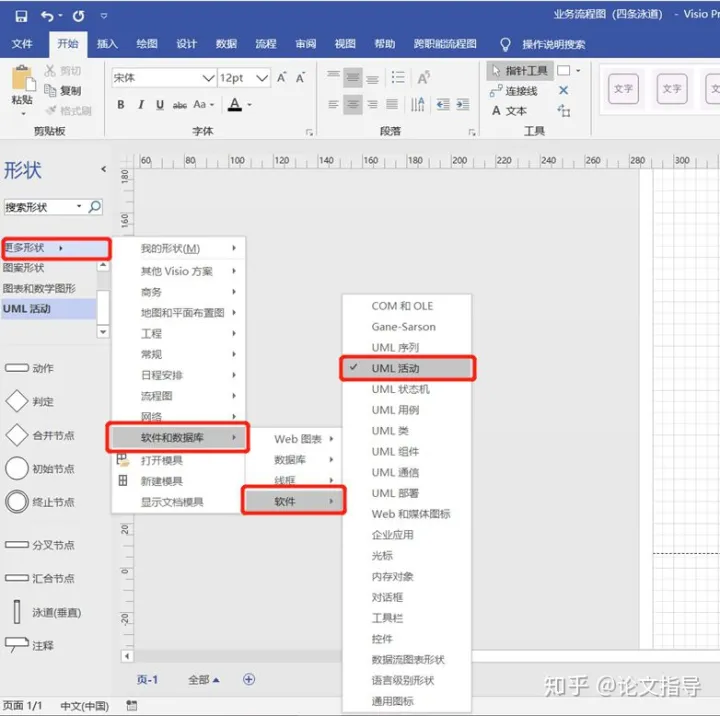 业务流程图（四条泳道） - Visio Pr
文件 开始 插入 绘图 设计 数据 流程 审阅 视图 帮助 跨职能流程图 操作说明搜索
剪切
宋体 12pt
指针工具
粘贴
复制
连接线
文字 文字
格式刷
B I U abc Aa A
A 文本
剪贴板 字体 段落 工具
形状
60 80 100 120 140 160 180 200 220 240 260 280 300
180
搜索形状
160
更多形状
图案形状
图表和数学图形
UML 活动
动作
判定
合并节点
初始节点
终止节点
分叉节点
汇合节点
泳道(垂直)
注释
我的形状(M)
其他 Visio 方案
商务
地图和平面布置图
工程
常规
日程安排
流程图
网络
软件和数据库
打开模具
新建模具
显示文档模具
Web 图表
数据库
线框
软件
COM 和 OLE
Gane-Sarson
UML 序列
UML 活动
UML 状态机
UML 用例
UML 类
UML 组件
UML 通信
UML 部署
Web 和媒体图标
企业应用
光标
内存对象
对话框
工具栏
控件
数据流图表形状
语言级别形状
通用图标
20
0
-20
页-1 全部
知乎 @论文指导
页面 1/1 中文(中国)